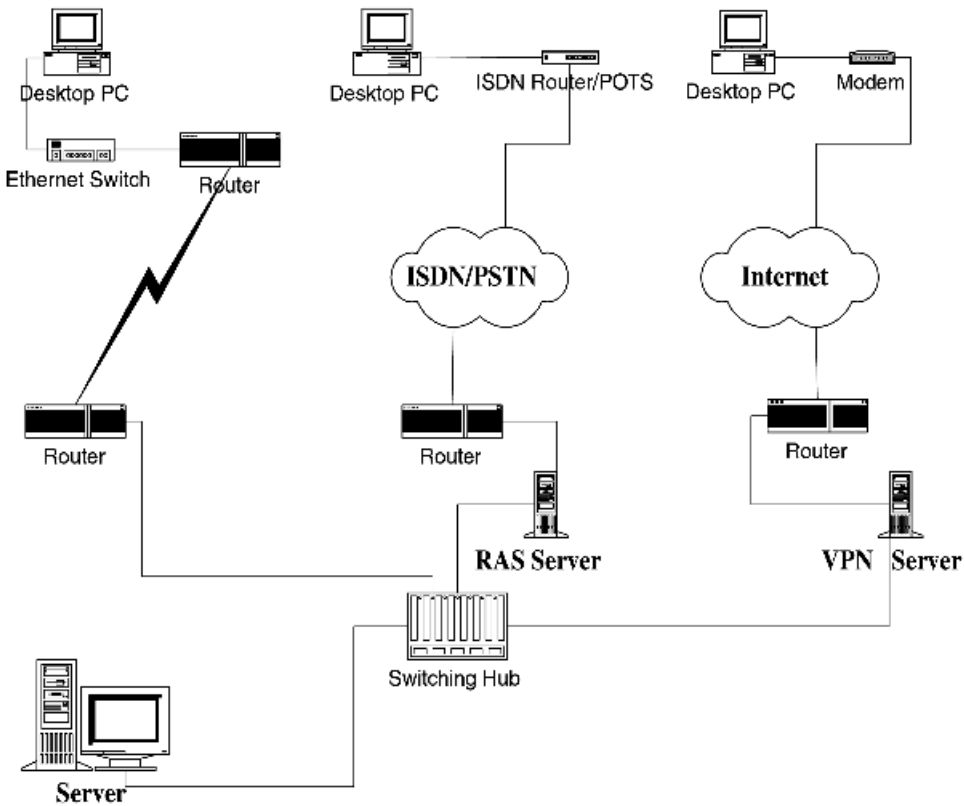 Desktop PC
Desktop PC
ISDN Router/POTS
Desktop PC
Modem
Ethernet Switch
Router
ISDN/PSTN
Internet
Router
Router
Router
RAS Server
VPN Server
Switching Hub
Server